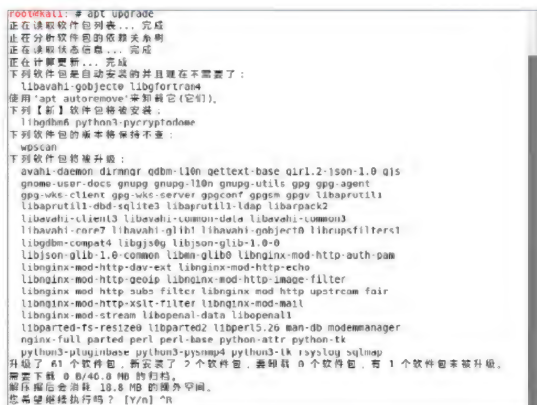 root@kali: # apt upgrade
正在读取软件包列表... 完成
正在分析软件包的依赖关系树
正在读取状态信息... 完成
正在计算更新... 完成
下列软件包是自动安装的并且现在不需要了：
libavahi-gobject0 libgfortran4
使用'apt autoremove'来卸载它(它们)。
下列【新】软件包将被安装：
libgdbm6 python3-pycryptodome
下列软件包的版本将保持不变：
wpscan
下列软件包将被升级：
avahi-daemon dirmngr gdbm-l10n gettext-base gir1.2-json-1.0 gjs
gnome-user-docs gnupg gnupg-l10n gnupg-utils gpg gpg-agent
gpg-wks-client gpg-wks-server gpgconf gpgsm gpgv libaprutil1
libaprutil1-dbd-sqlite3 libaprutil1-ldap libarpack2
libavahi-client3 libavahi-common-data libavahi-common3
libavahi-core7 libavahi-glib1 libavahi-gobject0 libcupsfilters1
libgdbm-compat4 libgjs0g libjson-glib-1.0-0
libjson-glib-1.0-common libmm-glib0 libnginx-mod-http-auth-pam
libnginx-mod-http-dav-ext libnginx-mod-http-echo
libnginx-mod-http-geoip libnginx-mod-http-image-filter
libnginx-mod-http-subs-filter libnginx-mod-http-upstream-fair
libnginx-mod-http-xslt-filter libnginx-mod-mail
libnginx-mod-stream libopenal-data libopenal1
libparted-fs-resize0 libparted2 libperl5.26 man-db modemmanager
nginx-full parted perl perl-base python-attr python-tk
python3-pluginbase python3-pysnmp4 python3-tk rsyslog sqlmap
升级了 61 个软件包，新安装了 2 个软件包，要卸载 0 个软件包，有 1 个软件包未被升级。
需要下载 0 B/46.8 MB 的归档。
解压缩后会消耗 18.8 MB 的额外空间。
您希望继续执行吗？ [Y/n] ^R